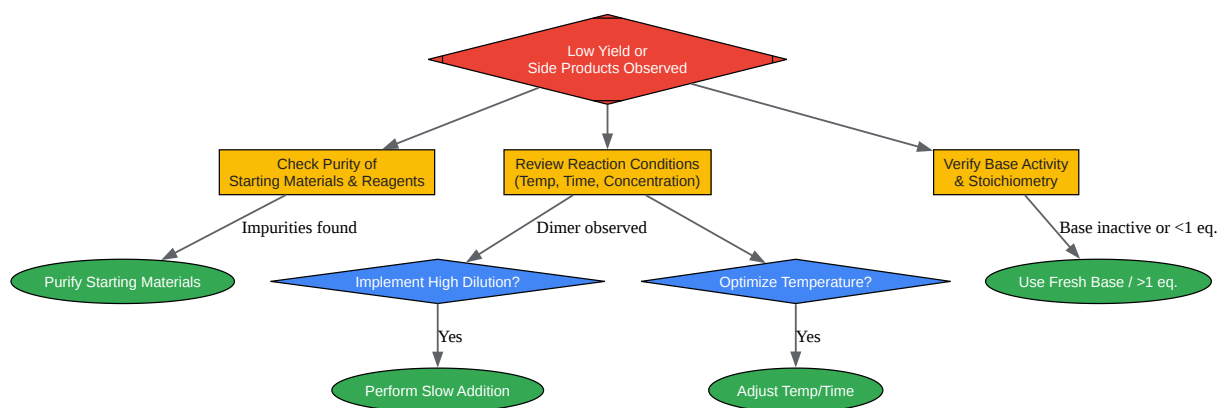 Low Yield or
Side Products Observed
Check Purity of
Starting Materials & Reagents
Review Reaction Conditions
(Temp, Time, Concentration)
Verify Base Activity
& Stoichiometry
Impurities found
Dimer observed
Base inactive or <1 eq.
Purify Starting Materials
Implement High Dilution?
Optimize Temperature?
Use Fresh Base / >1 eq.
Yes
Yes
Perform Slow Addition
Adjust Temp/Time